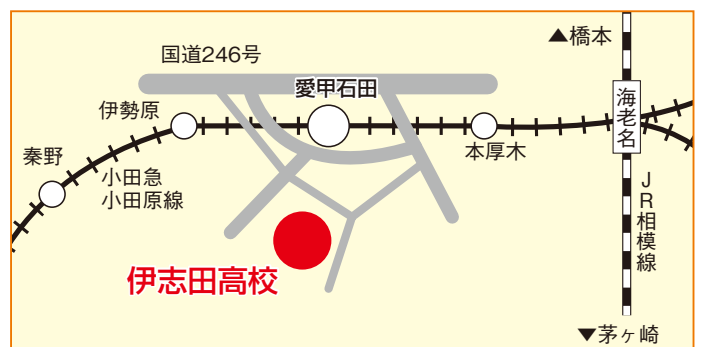 ▲橋本
国道246号
愛甲石田
伊勢原
海老名
本厚木
秦野
小田急
小田原線
JR相模線
伊志田高校
▼茅ヶ崎